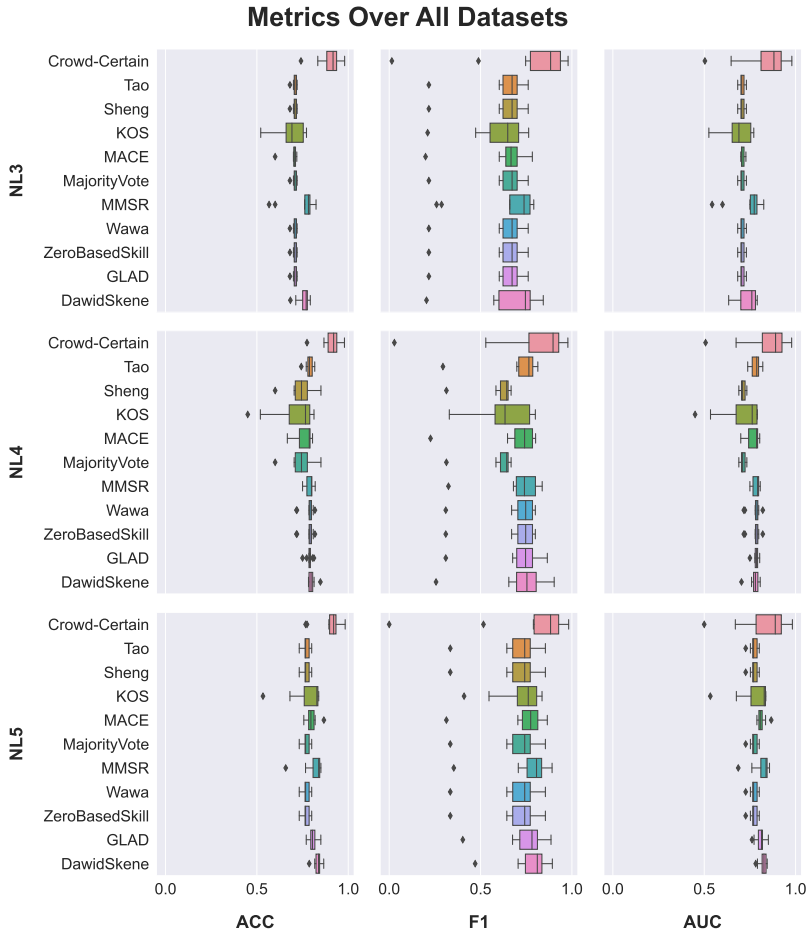 Metrics Over All Datasets
NL3
Crowd-Certain
Tao
Sheng
KOS
MACE
MajorityVote
MMSR
Wawa
ZeroBasedSkill
GLAD
DawidSkene
NL4
Crowd-Certain
Tao
Sheng
KOS
MACE
MajorityVote
MMSR
Wawa
ZeroBasedSkill
GLAD
DawidSkene
NL5
Crowd-Certain
Tao
Sheng
KOS
MACE
MajorityVote
MMSR
Wawa
ZeroBasedSkill
GLAD
DawidSkene
0.0 0.5 1.0 0.0 0.5 1.0 0.0 0.5 1.0
ACC F1 AUC